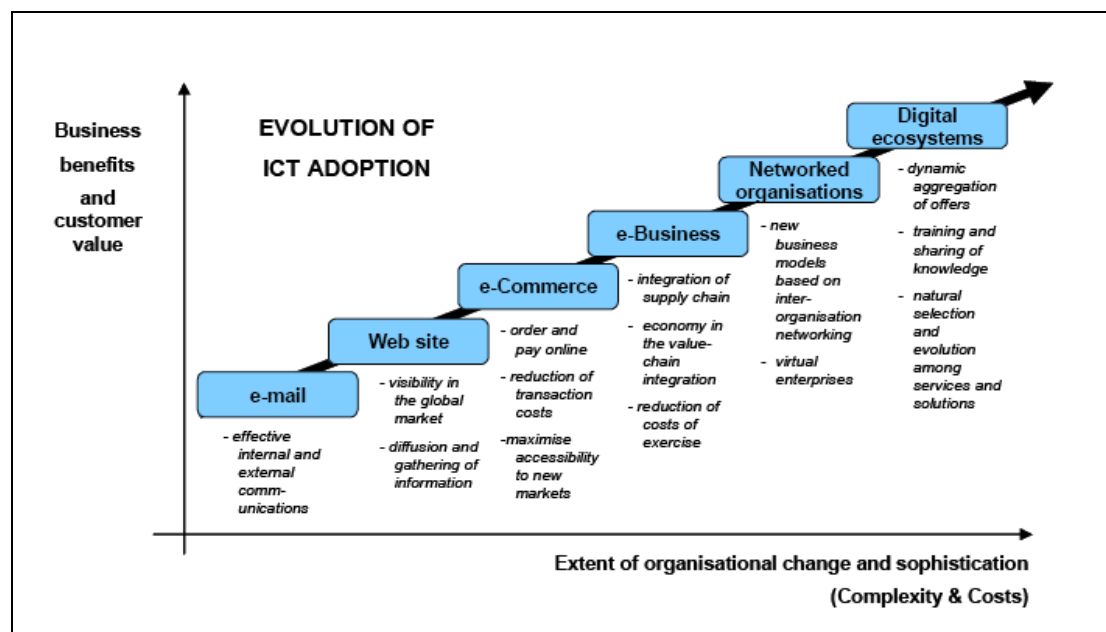 EVOLUTION OF
ICT ADOPTION
Business
benefits
and
customer
value
e-mail
- effective
internal and
external
comm-
unications
Web site
- visibility in
the global
market
- diffusion and
gathering of
information
e-Commerce
- order and
pay online
- reduction of
transaction
costs
-maximise
accessibility
to new
markets
e-Business
- integration of
supply chain
- economy in
the value-
chain
integration
- reduction of
costs of
exercise
Networked
organisations
- new
business
models
based on
inter-
organisation
networking
- virtual
enterprises
Digital
ecosystems
- dynamic
aggregation
of offers
- training and
sharing of
knowledge
- natural
selection
and
evolution
among
services and
solutions
Extent of organisational change and sophistication
(Complexity & Costs)